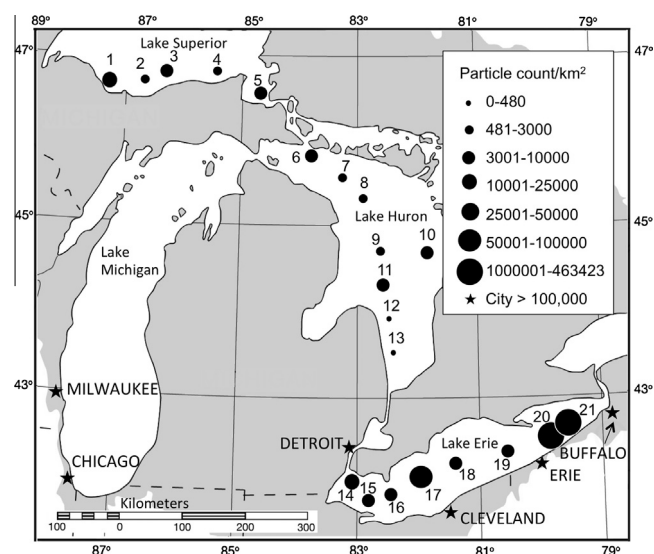 89° 87° 85° 81° 79°
47° 47°
Lake Superior
1 2 3 4 5
Particle count/km2
0-480
481-3000
3001-10000
10001-25000
25001-50000
50001-100000
1000001-463423
City > 100,000
6 7 8
45° 45°
Lake Huron
9 10
11
12
13
Lake
Michigan
43° 43°
MILWAUKEE
CHICAGO
DETROIT
Lake Erie
20 21
BUFFALO
ERIE
14 15 16 17 18 19
CLEVELAND
Kilometers
100 0 100 200 300
87° 85° 83° 81° 79°